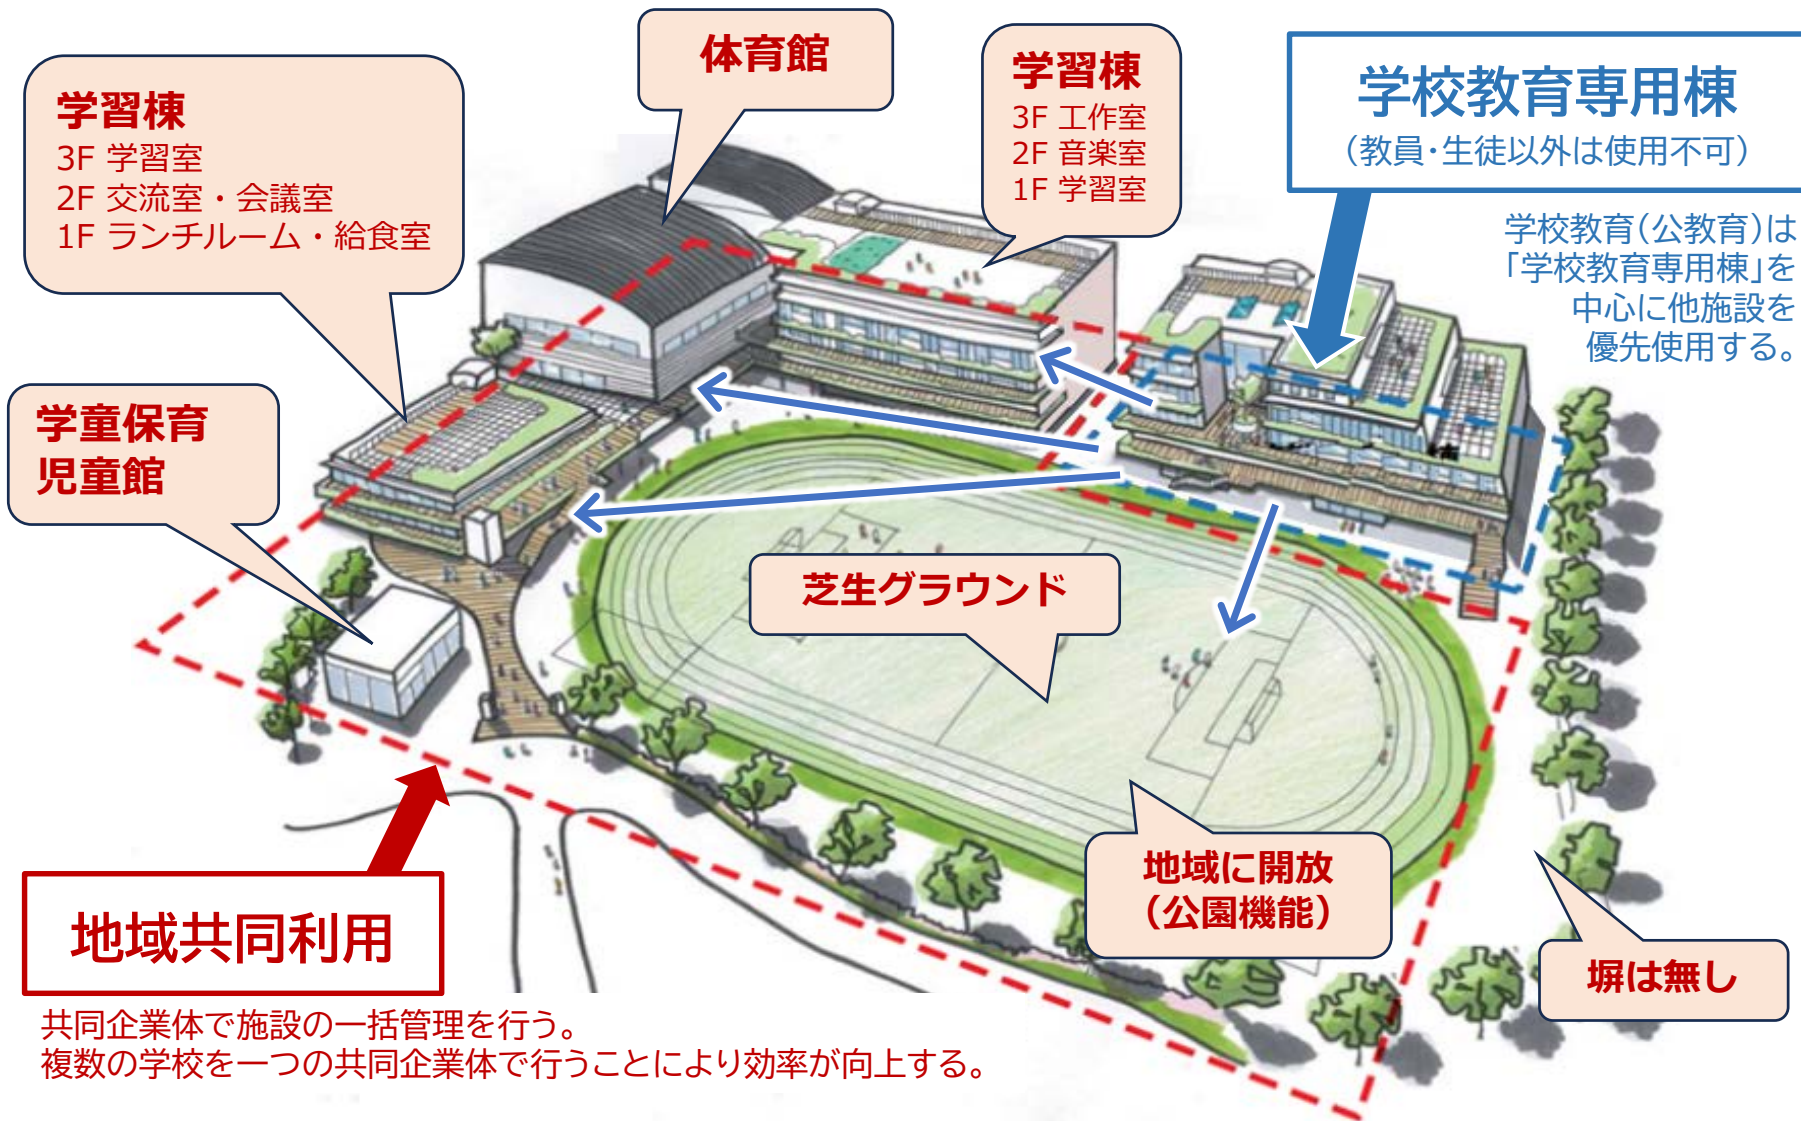 体育館
学習棟
3F 学習室
2F 交流室・会議室
1F ランチルーム・給食室
学習棟
3F 工作室
2F 音楽室
1F 学習室
学校教育専用棟
（教員・生徒以外は使用不可）
学校教育（公教育）は
「学校教育専用棟」を
中心に他施設を
優先使用する。
学童保育
児童館
芝生グラウンド
地域に開放
（公園機能）
塀は無し
地域共同利用
共同企業体で施設の一括管理を行う。
複数の学校を一つの共同企業体で行うことにより効率が向上する。